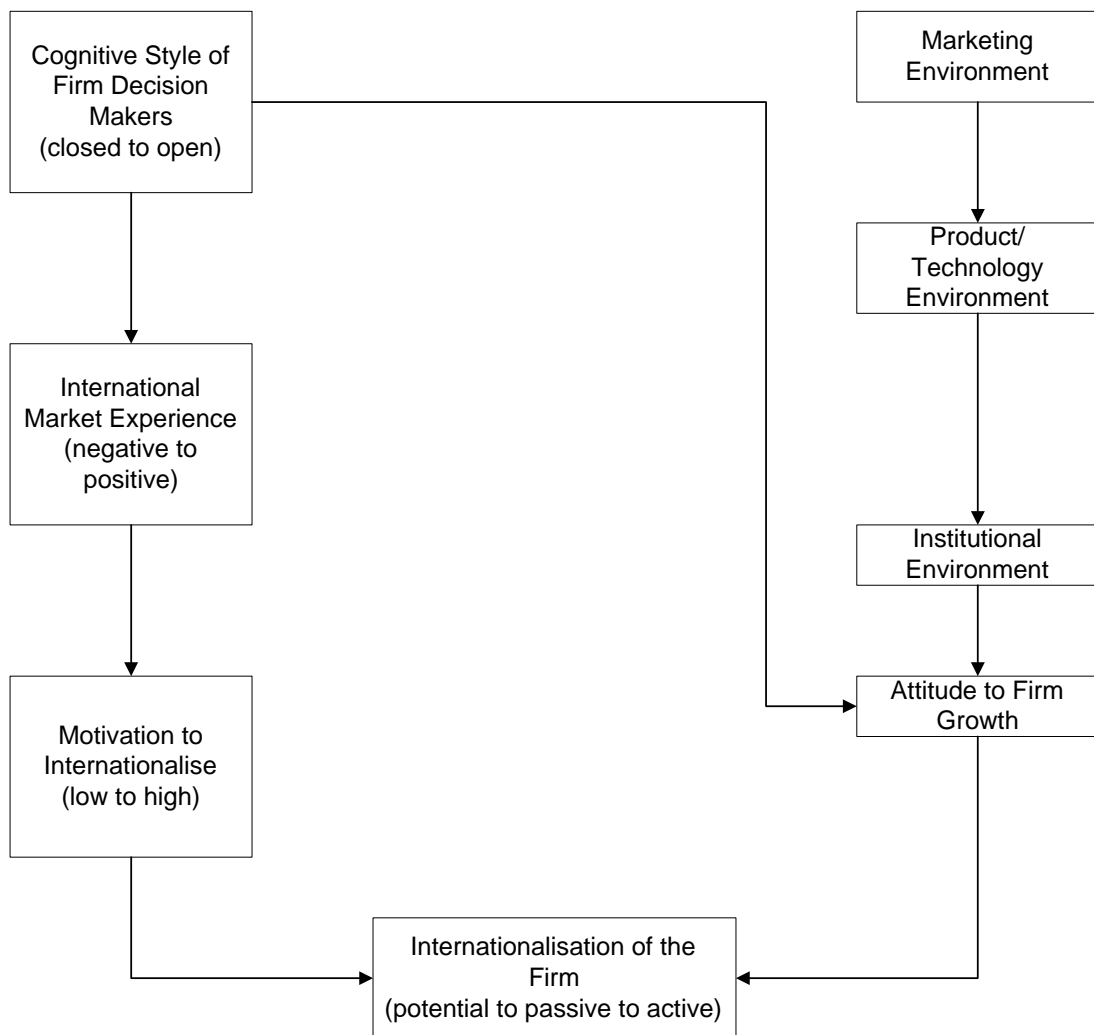 Cognitive Style of
Firm Decision
Makers
(closed to open)
Marketing
Environment
Product/
Technology
Environment
International
Market Experience
(negative to
positive)
Institutional
Environment
Motivation to
Internationalise
(low to high)
Attitude to Firm
Growth
Internationalisation of the
Firm
(potential to passive to active)